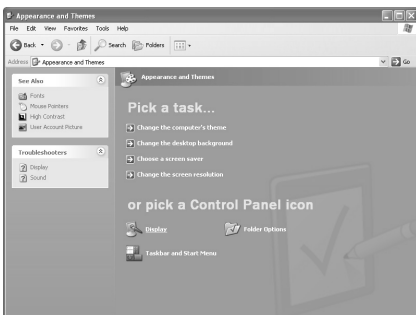 Appearance and Themes
File Edit View Favorites Tools Help
Back Search Folders
Address Appearance and Themes Go
See Also
Fonts
Mouse Pointers
High Contrast
User Account Picture
Troubleshooters
Display
Sound
Appearance and Themes
Pick a task...
Change the computer's theme
Change the desktop background
Choose a screen saver
Change the screen resolution
or pick a Control Panel icon
Display Folder Options
Taskbar and Start Menu